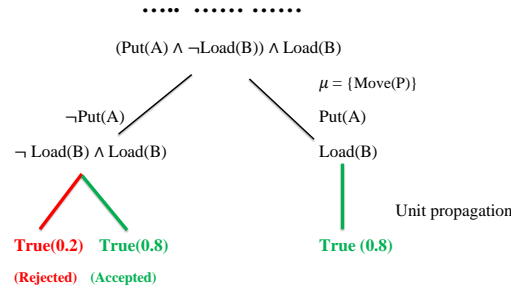 ..... ...... ......
(Put(A) ∧ ¬Load(B)) ∧ Load(B)
μ = {Move(P)}
¬Put(A) Put(A)
¬ Load(B) ∧ Load(B) Load(B)
Unit propagation
True(0.2) True(0.8) True (0.8)
(Rejected) (Accepted)